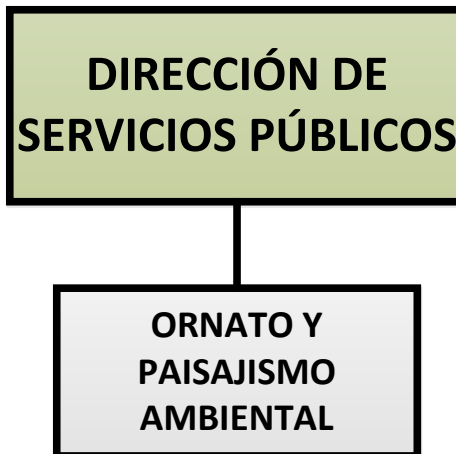 DIRECCIÓN DE
SERVICIOS PÚBLICOS
ORNATO Y
PAISAJISMO
AMBIENTAL